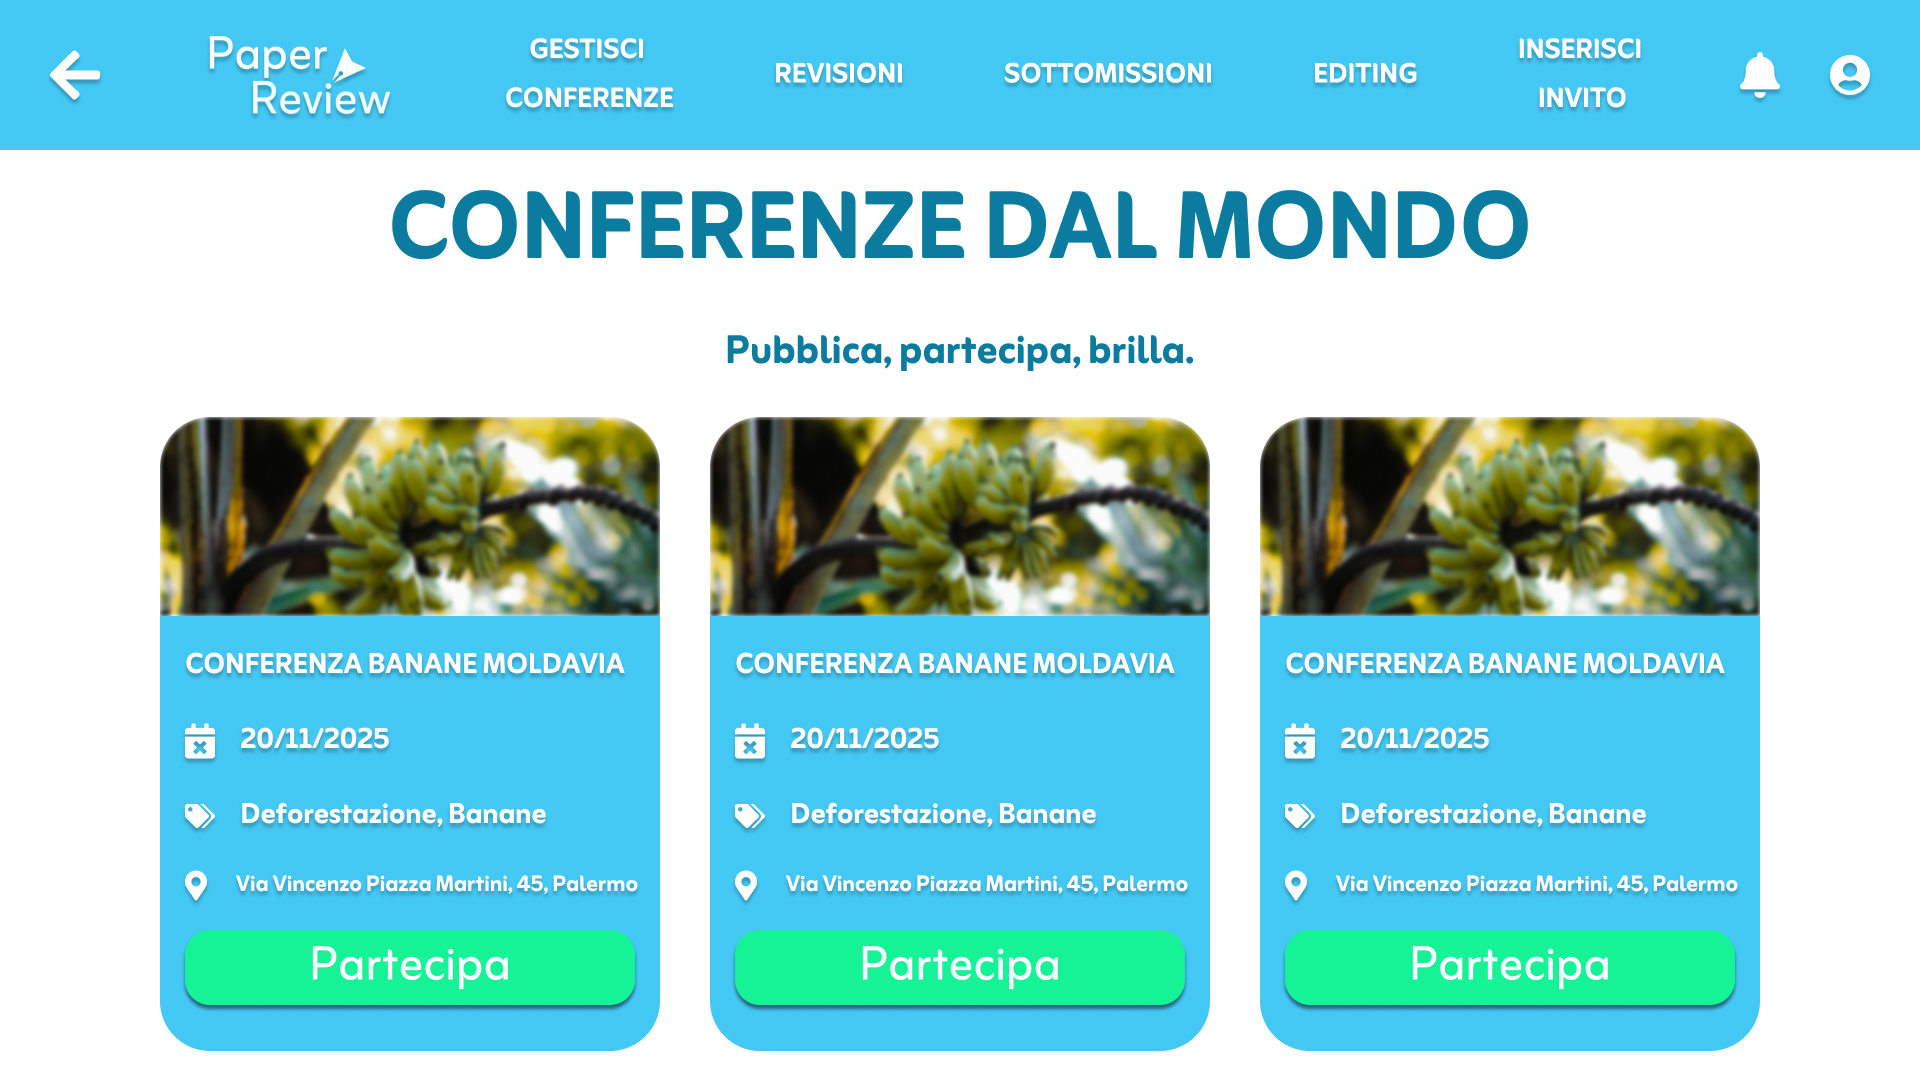 Paper
Review
GESTISCI
CONFERENZE
REVISIONI
SOTTOMISSIONI
EDITING
INSERISCI
INVITO
CONFERENZE DAL MONDO
Pubblica, partecipa, brilla.
CONFERENZA BANANE MOLDAVIA
20/11/2025
Deforestazione, Banane
Via Vincenzo Piazza Martini, 45, Palermo
Partecipa
CONFERENZA BANANE MOLDAVIA
20/11/2025
Deforestazione, Banane
Via Vincenzo Piazza Martini, 45, Palermo
Partecipa
CONFERENZA BANANE MOLDAVIA
20/11/2025
Deforestazione, Banane
Via Vincenzo Piazza Martini, 45, Palermo
Partecipa